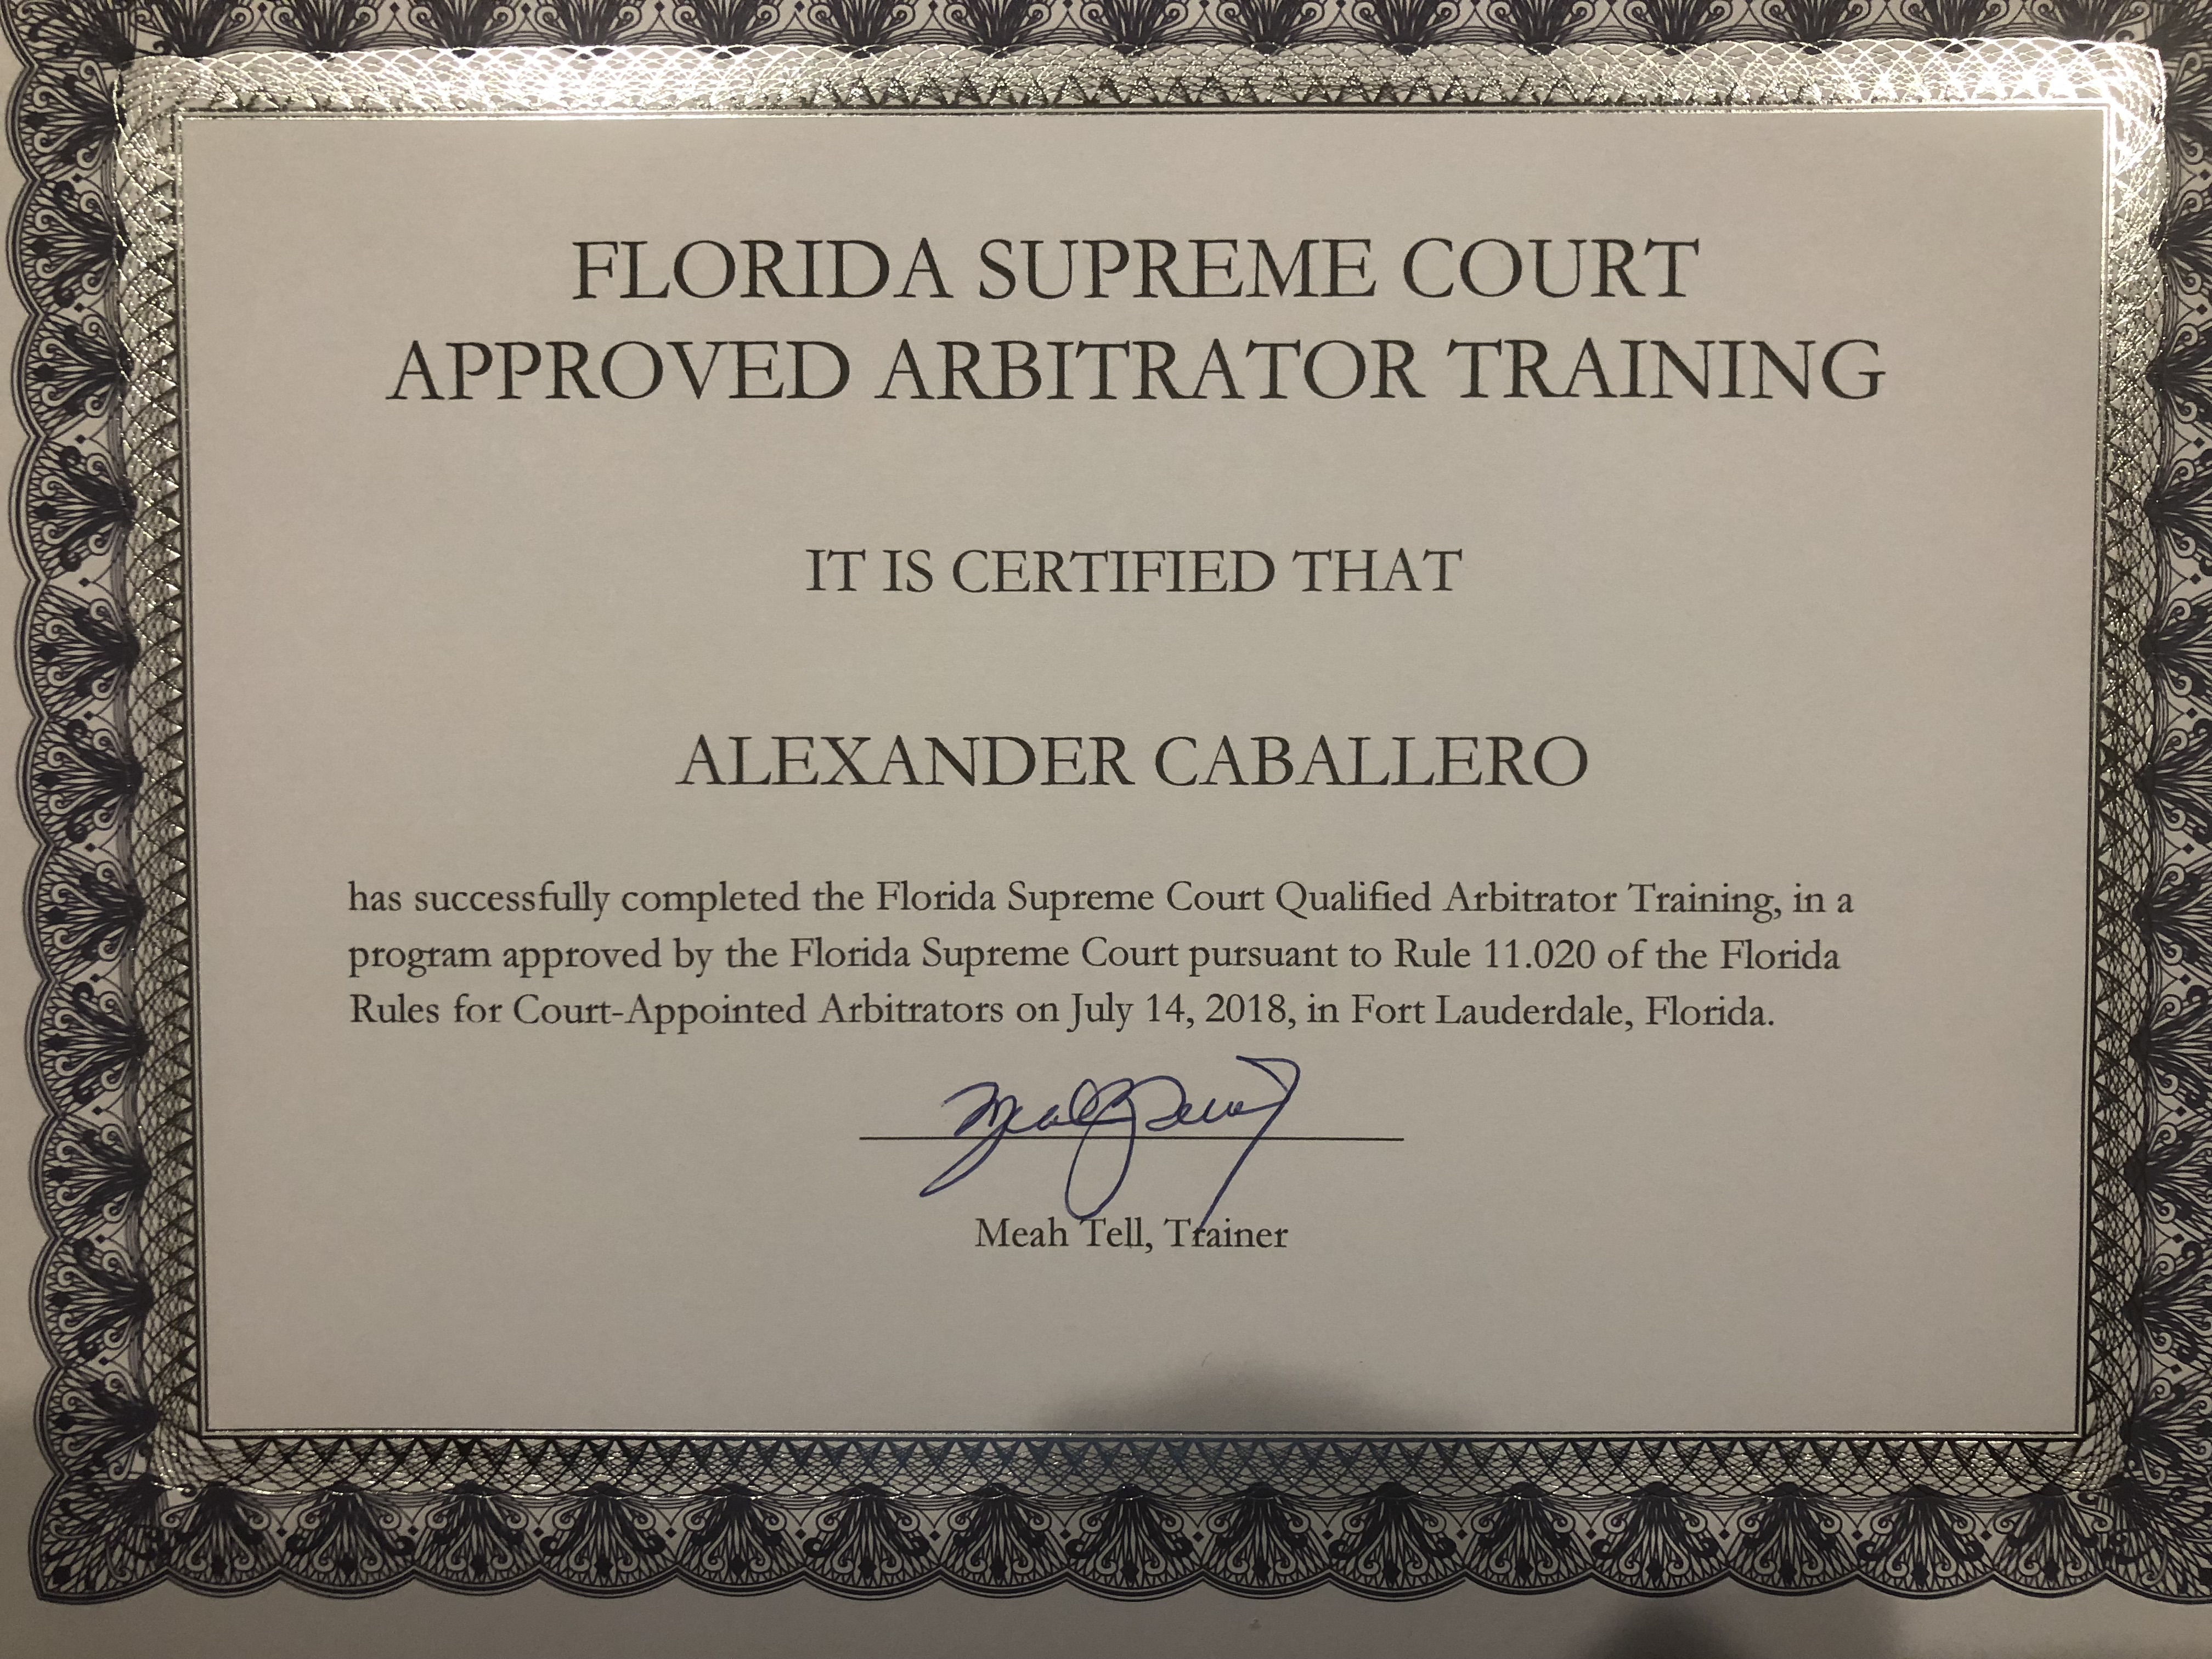 FLORIDA SUPREME COURT
APPROVED ARBITRATOR TRAINING
IT IS CERTIFIED THAT
ALEXANDER CABALLERO
has successfully completed the Florida Supreme Court Qualified Arbitrator Training, in a
program approved by the Florida Supreme Court pursuant to Rule 11.020 of the Florida
Rules for Court-Appointed Arbitrators on July 14, 2018, in Fort Lauderdale, Florida.
Meah Tell, Trainer